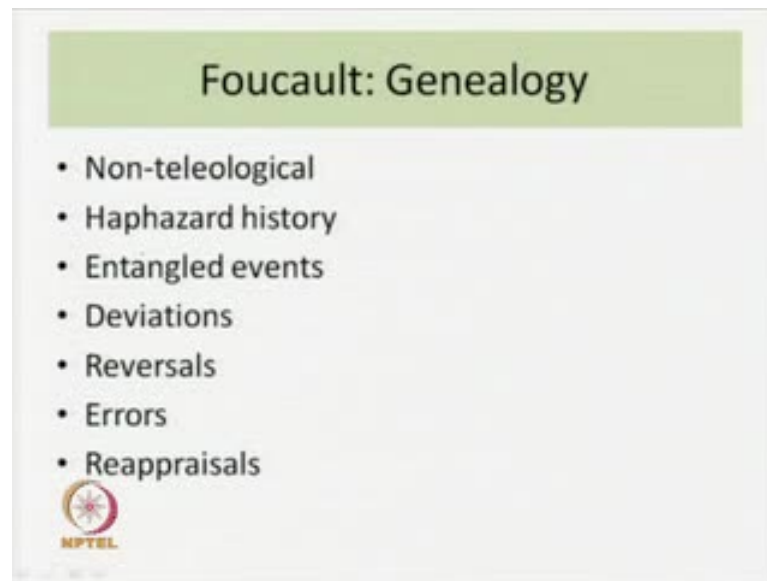 Foucault: Genealogy
• Non-teleological
• Haphazard history
• Entangled events
• Deviations
• Reversals
• Errors
• Reappraisals
NPTEL